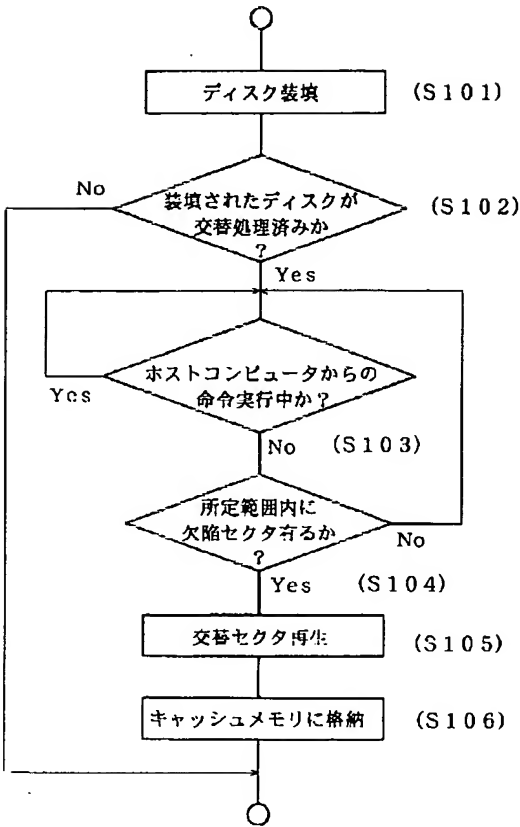 ディスク装填
(S101)
No
装填されたディスクが
交替処理済みか
?
(S102)
Yes
ホストコンピュータからの
命令実行中か?
Yes
No
(S103)
所定範囲内に
欠陥セクタ有るか
?
No
Yes
(S104)
交替セクタ再生
(S105)
キャッシュメモリに格納
(S106)